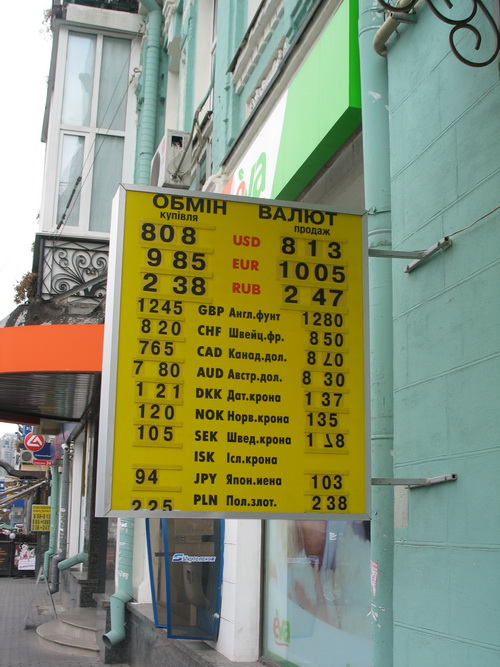 ОБМІН ВАЛЮТ
купівля продаж
808 USD 813
985 EUR 1005
238 RUB 247
1245 GBP Англ.фунт 1280
820 CHF Швейц.фр. 850
765 CAD Канад.дол. 820
780 AUD Австр.дол. 830
121 DKK Дат.крона 137
120 NOK Норв.крона 135
105 SEK Швед.крона 128
ISK Ісл.крона
94 JPY Япон.иена 103
225 PLN Пол.злот. 238
éva
éva